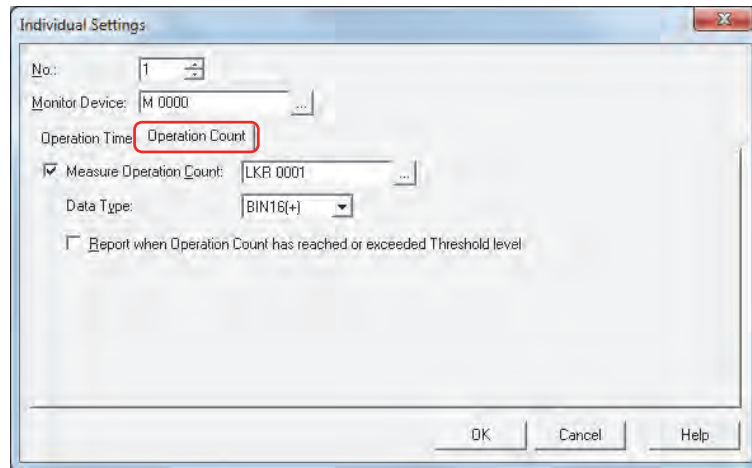 Individual Settings
No.: 1
Monitor Device: M 0000 ...
Operation Time Operation Count
Measure Operation Count: LKR 0001 ...
Data Type: BIN16(+)
Report when Operation Count has reached or exceeded Threshold level
OK Cancel Help